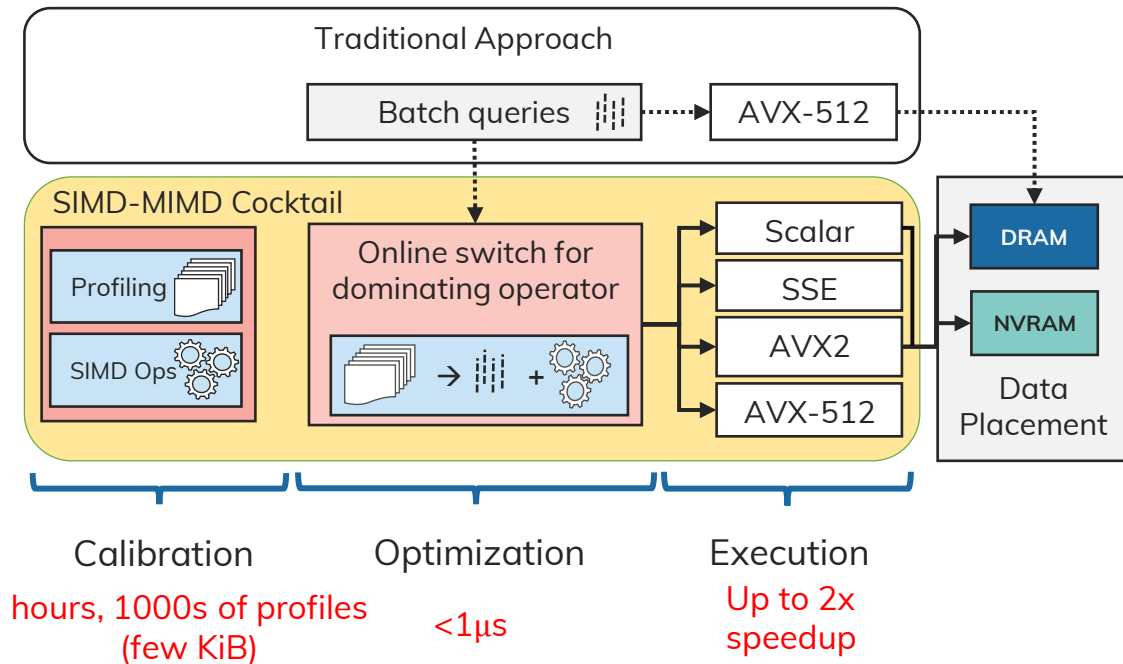 Traditional Approach
Batch queries
AVX-512
SIMD-MIMD Cocktail
Profiling
SIMD Ops
Online switch for
dominating operator
→ +
Scalar
SSE
AVX2
AVX-512
DRAM
NVRAM
Data
Placement
Calibration
hours, 1000s of profiles
(few KiB)
Optimization
<1µs
Execution
Up to 2x
speedup